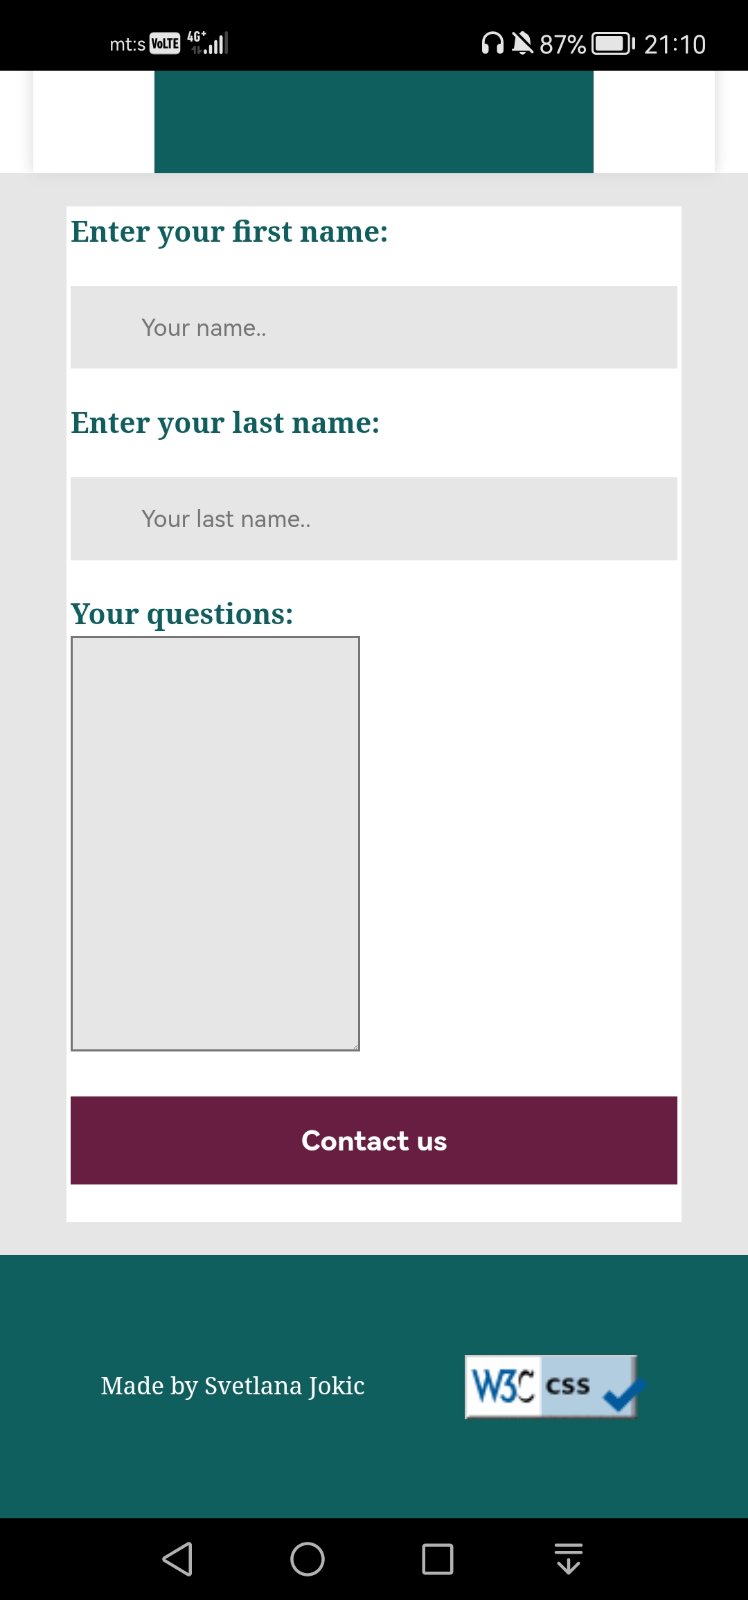 mt:s VoLTE 4G+ 87% 21:10
Enter your first name:
Your name..
Enter your last name:
Your last name..
Your questions:
Contact us
Made by Svetlana Jokic
W3C css